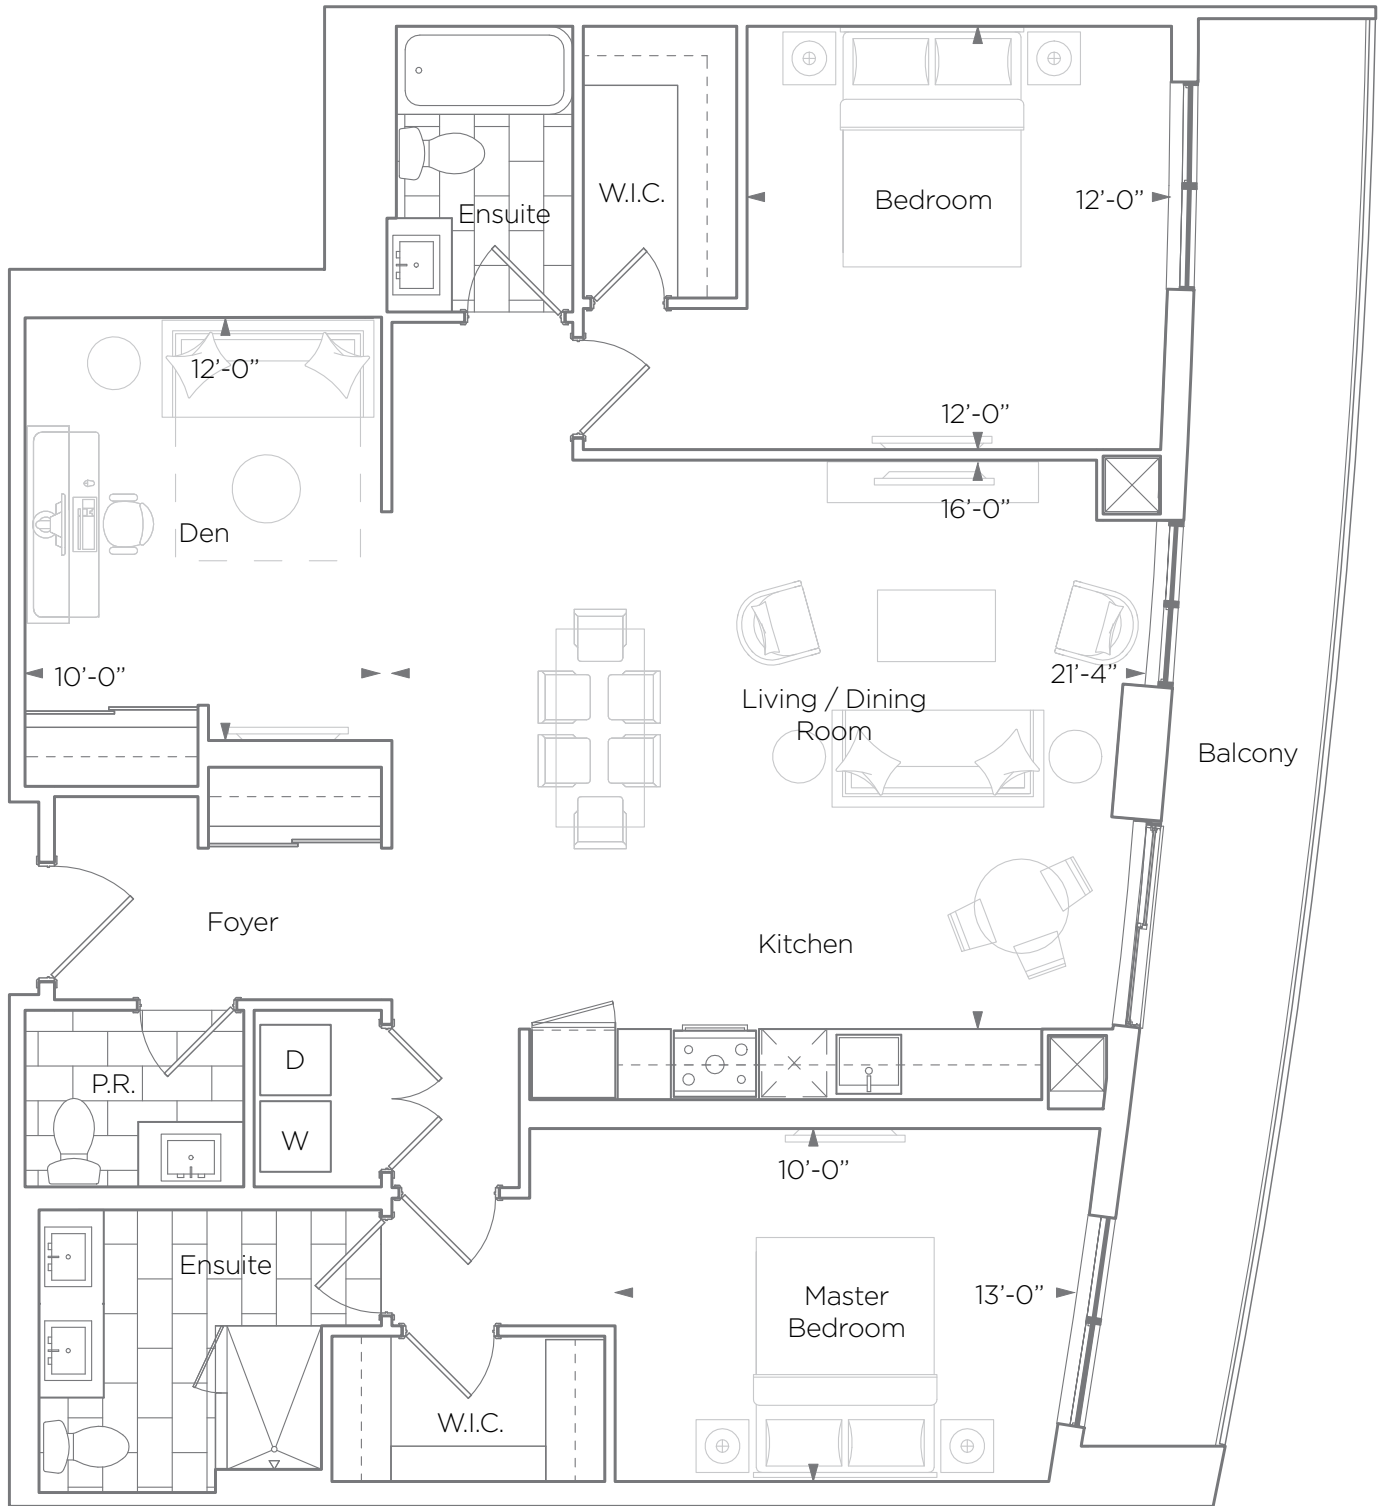 W.I.C.
Bedroom
12’-0”
Ensuite
12’-0”
12’-0”
16’-0”
Den
10’-0”
21’-4”
Living / Dining
Room
Balcony
Foyer
Kitchen
D
P.R.
W
10’-0”
Ensuite
Master
Bedroom
13’-0”
W.I.C.